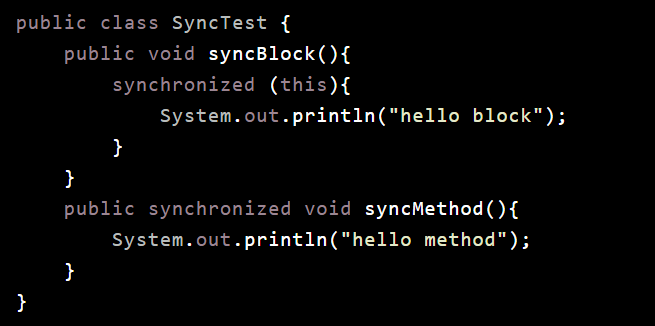 public class SyncTest {
    public void syncBlock(){
        synchronized (this){
            System.out.println("hello block");
        }
    }
    public synchronized void syncMethod(){
        System.out.println("hello method");
    }
}